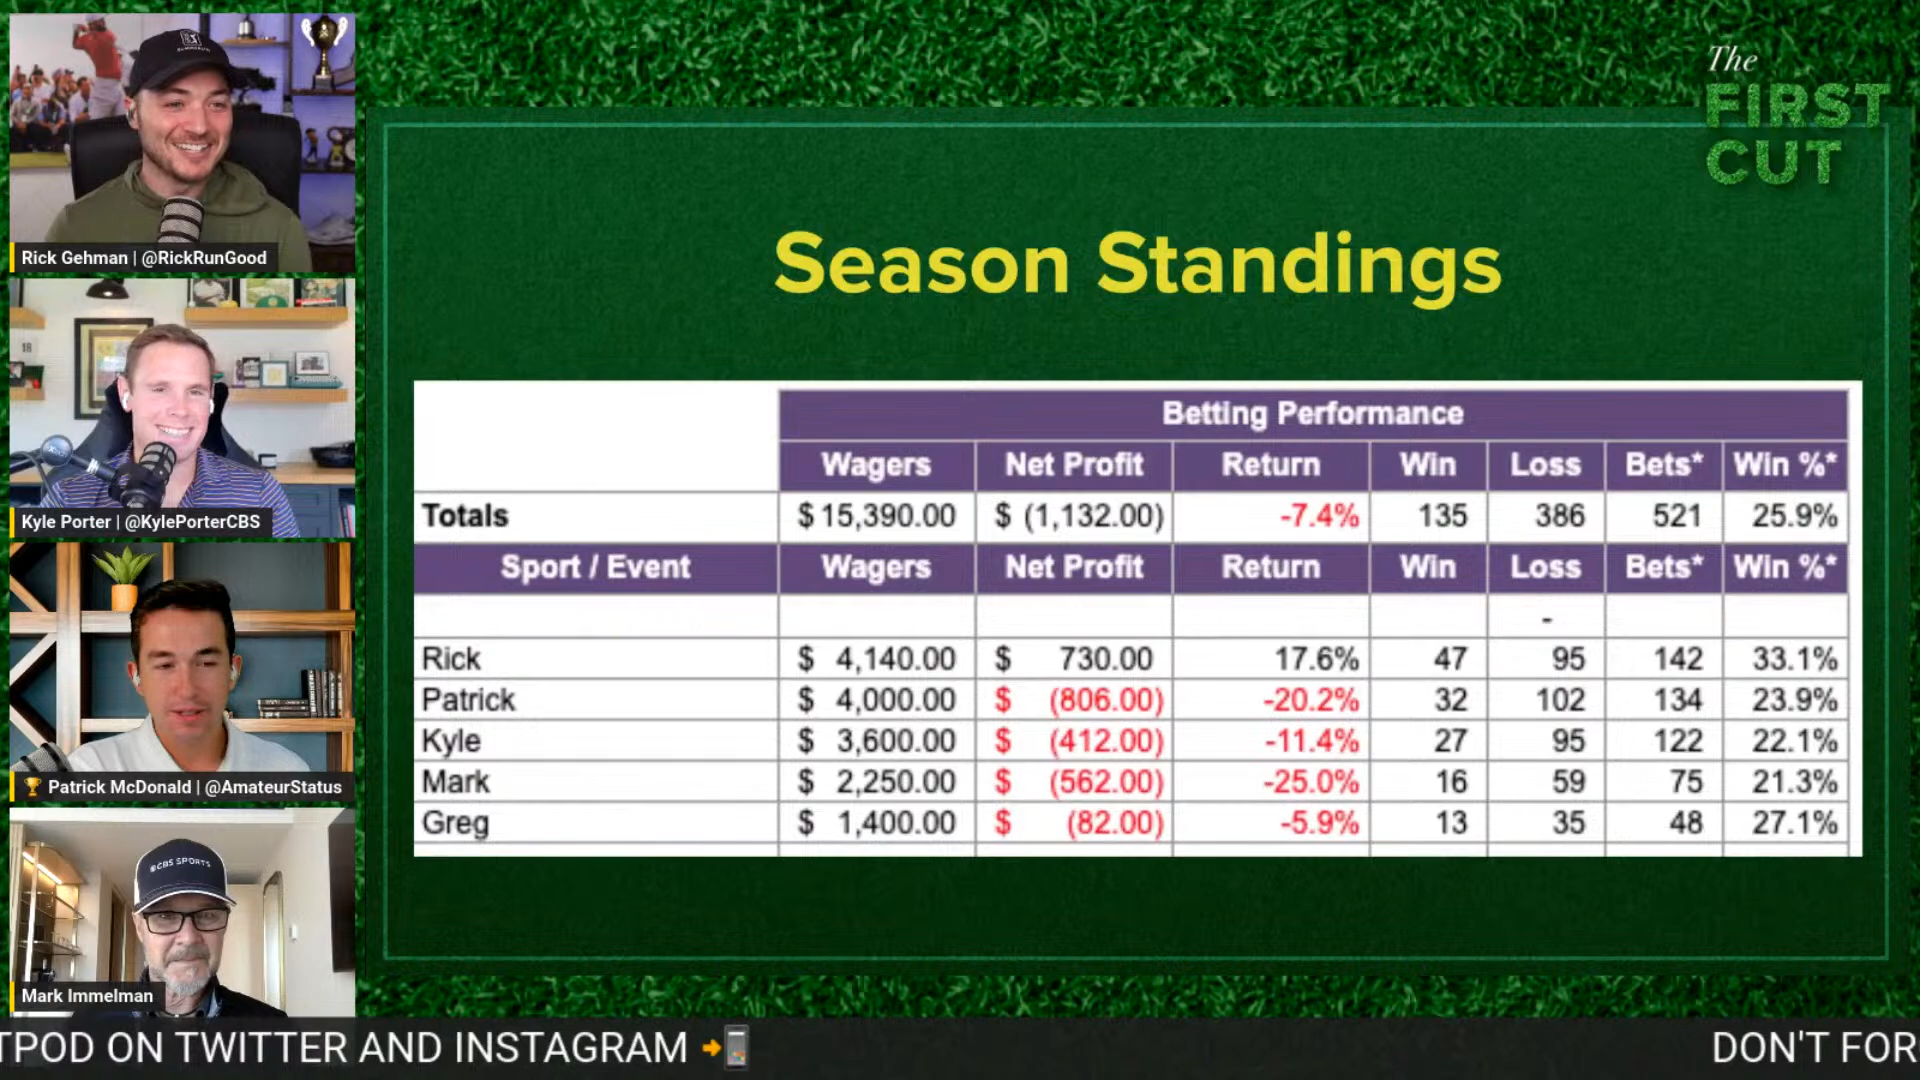 The
FIRST
CUT
Season Standings
Betting Performance
Wagers Net Profit Return Win Loss Bets* Win %*
Totals $ 15,390.00 $ (1,132.00) -7.4% 135 386 521 25.9%
Sport / Event Wagers Net Profit Return Win Loss Bets* Win %*
-
Rick $ 4,140.00 $ 730.00 17.6% 47 95 142 33.1%
Patrick $ 4,000.00 $ (806.00) -20.2% 32 102 134 23.9%
Kyle $ 3,600.00 $ (412.00) -11.4% 27 95 122 22.1%
Mark $ 2,250.00 $ (562.00) -25.0% 16 59 75 21.3%
Greg $ 1,400.00 $ (82.00) -5.9% 13 35 48 27.1%
Rick Gehman | @RickRunGood
18
Kyle Porter | @KylePorterCBS
Patrick McDonald | @AmateurStatus
CBS SPORTS
Mark Immelman
TPOD ON TWITTER AND INSTAGRAM
DON'T FOR